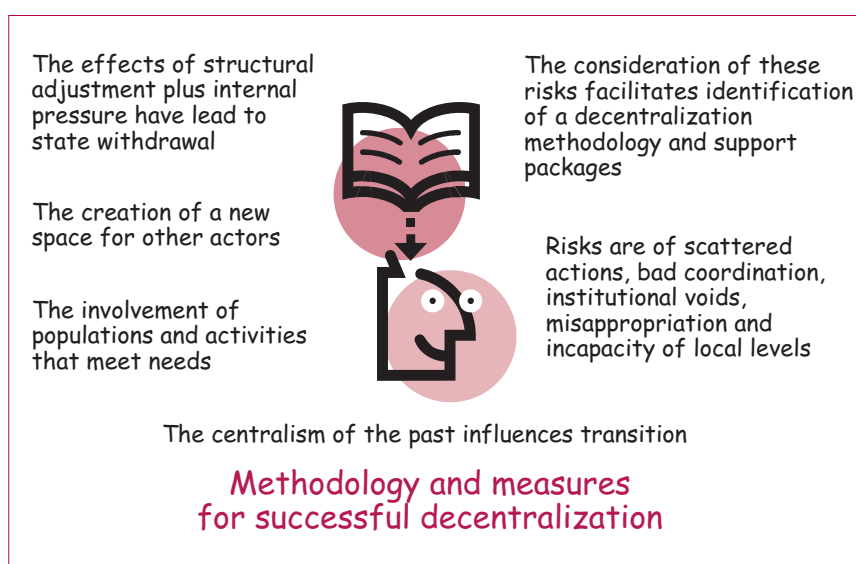 The effects of structural
adjustment plus internal
pressure have lead to
state withdrawal
The creation of a new
space for other actors
The involvement of
populations and activities
that meet needs
The consideration of these
risks facilitates identification
of a decentralization
methodology and support
packages
Risks are of scattered
actions, bad coordination,
institutional voids,
misappropriation and
incapacity of local levels
The centralism of the past influences transition
Methodology and measures
for successful decentralization